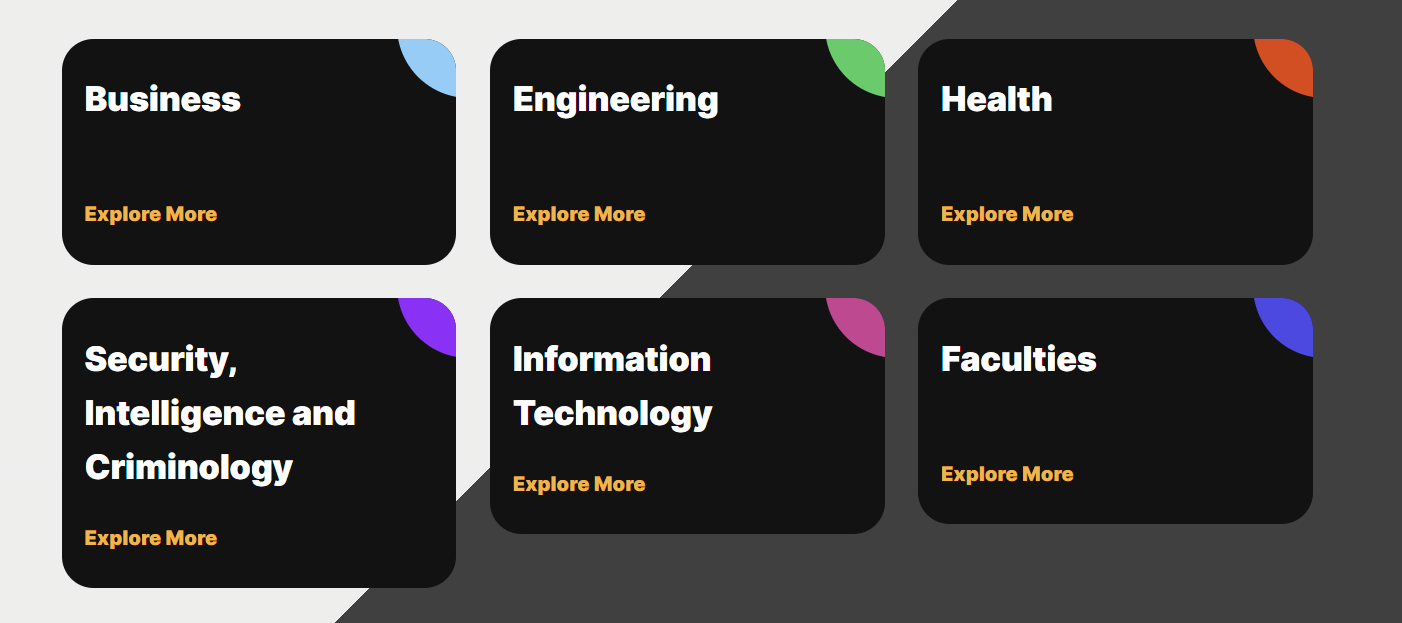 Business
Explore More
Engineering
Explore More
Health
Explore More
Security,
Intelligence and
Criminology
Explore More
Information
Technology
Explore More
Faculties
Explore More